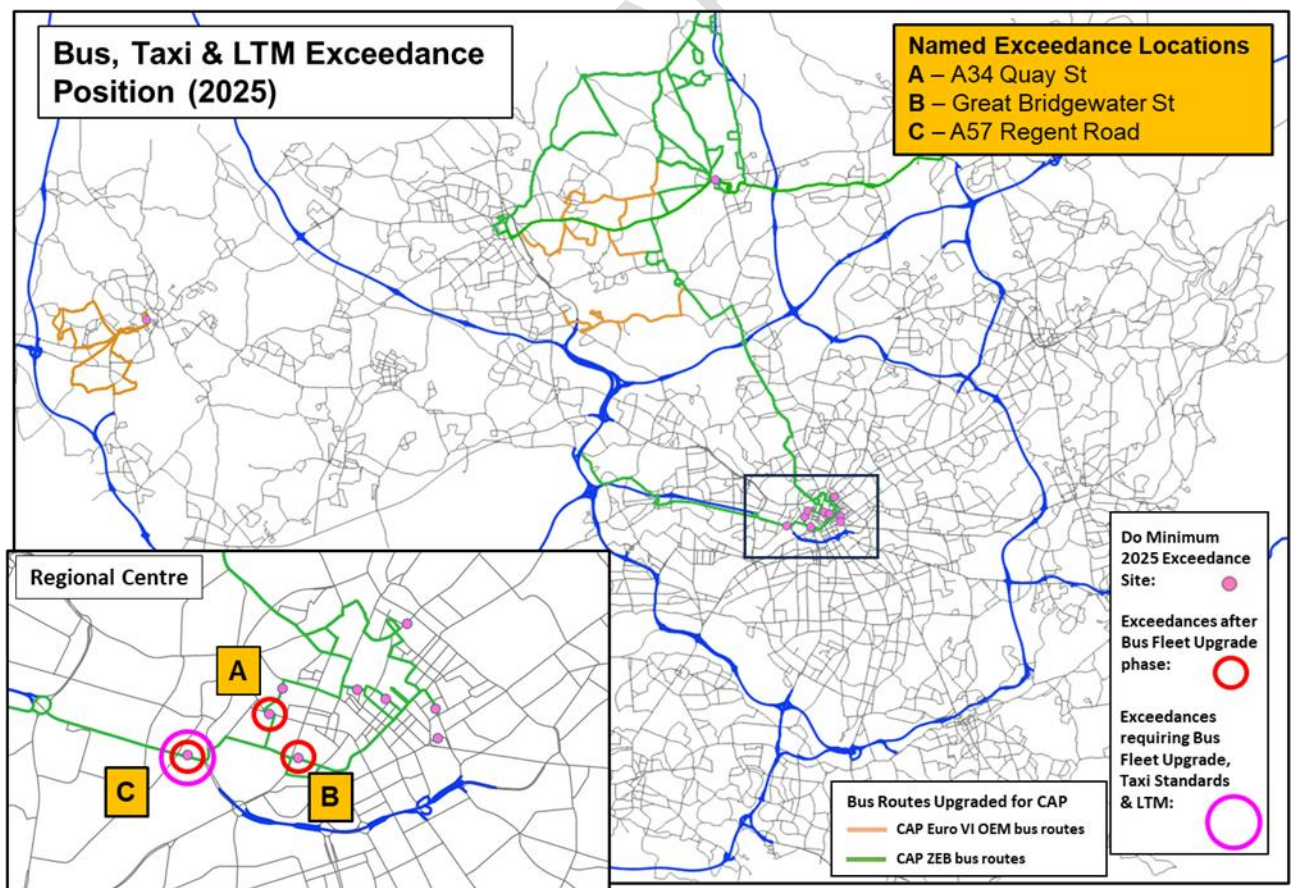 Bus, Taxi & LTM Exceedance
Position (2025)
Named Exceedance Locations
A – A34 Quay St
B – Great Bridgewater St
C – A57 Regent Road
Regional Centre
A
B
C
Do Minimum
2025 Exceedance
Site:
Exceedances after
Bus Fleet Upgrade
phase:
Exceedances
requiring Bus
Fleet Upgrade,
Taxi Standards
& LTM:
Bus Routes Upgraded for CAP
CAP Euro VI OEM bus routes
CAP ZEB bus routes